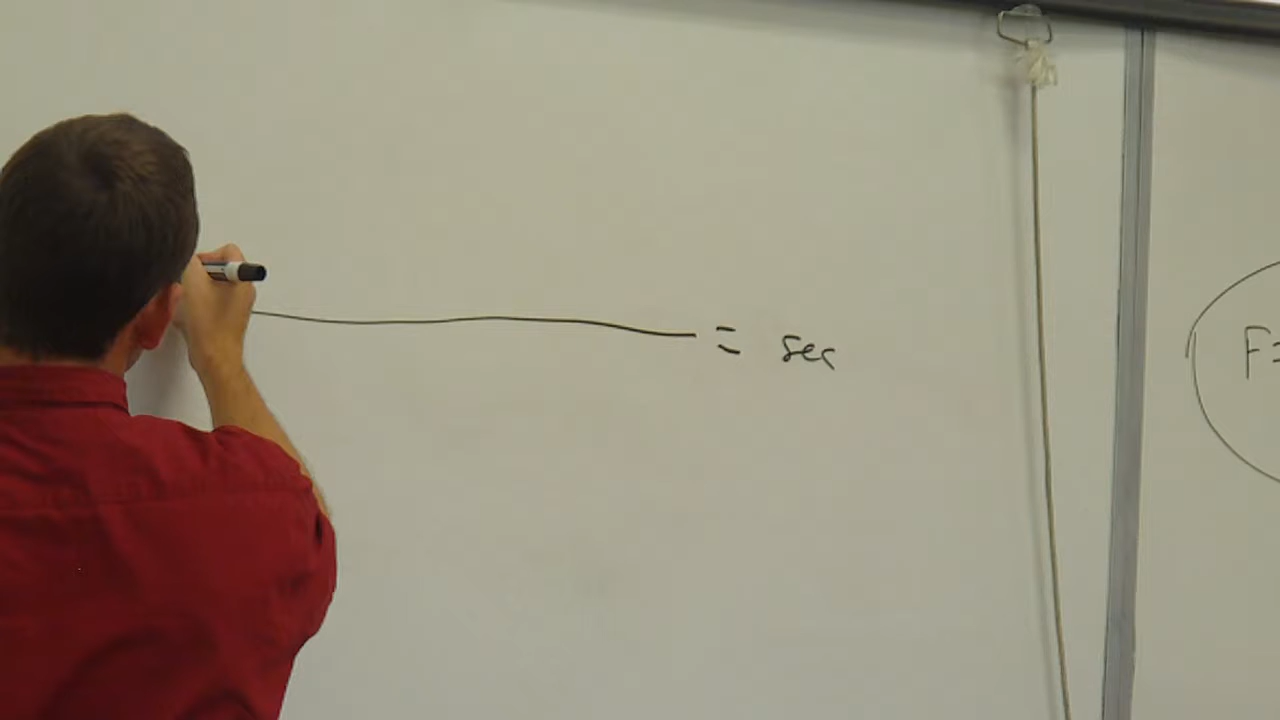 = sec
F=